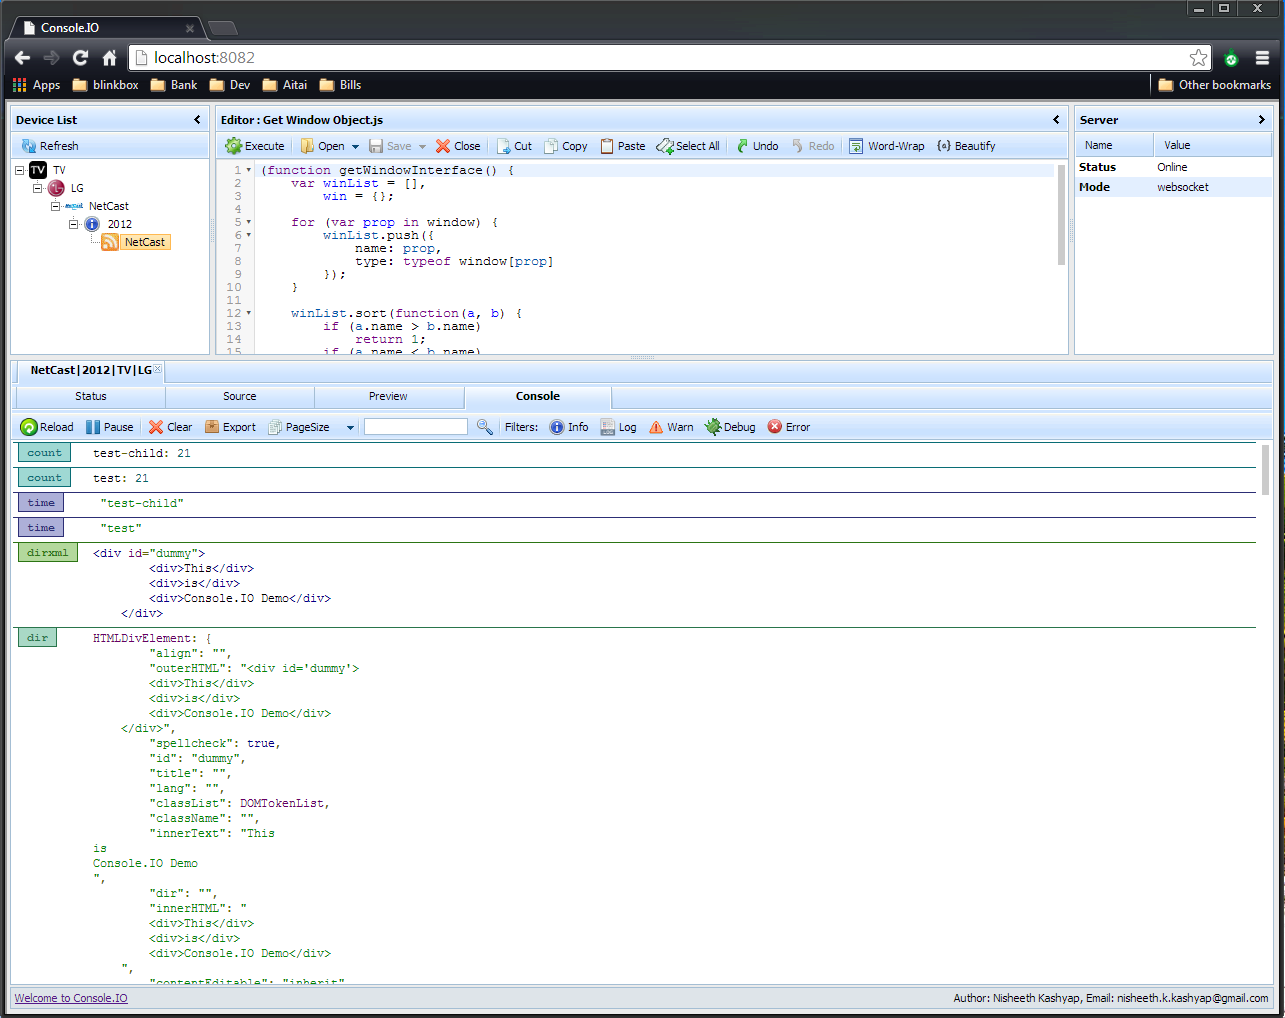 Console.IO
localhost:8082
Apps blinkbox Bank Dev Aitai Bills Other bookmarks
Device List
Refresh
TV TV
LG
NetCast
2012
NetCast
Editor : Get Window Object.js
Execute Open Save Close Cut Copy Paste Select All Undo Redo Word-Wrap {a} Beautify
1 (function getWindowInterface() {
2 var winList = [],
3 win = {};
4
5 for (var prop in window) {
6 winList.push({
7 name: prop,
8 type: typeof window[prop]
9 });
10 }
11
12 winList.sort(function(a, b) {
13 if (a.name > b.name)
14 return 1;
15 if (a.name < b.name)
Server
Name Value
Status Online
Mode websocket
NetCast|2012|TV|LG
Status Source Preview Console
Reload Pause Clear Export PageSize Filters: Info Log Warn Debug Error
count test-child: 21
count test: 21
time "test-child"
time "test"
dirxml <div id="dummy">
<div>This</div>
<div>is</div>
<div>Console.IO Demo</div>
</div>
dir HTMLDivElement: {
"align": "",
"outerHTML": "<div id='dummy'>
<div>This</div>
<div>is</div>
<div>Console.IO Demo</div>
</div>",
"spellcheck": true,
"id": "dummy",
"title": "",
"lang": "",
"classList": DOMTokenList,
"className": "",
"innerText": "This
is
Console.IO Demo
",
"dir": "",
"innerHTML": "
<div>This</div>
<div>is</div>
<div>Console.IO Demo</div>
",
"contentEditable": "inherit"
Welcome to Console.IO
Author: Nisheeth Kashyap, Email: nisheeth.k.kashyap@gmail.com